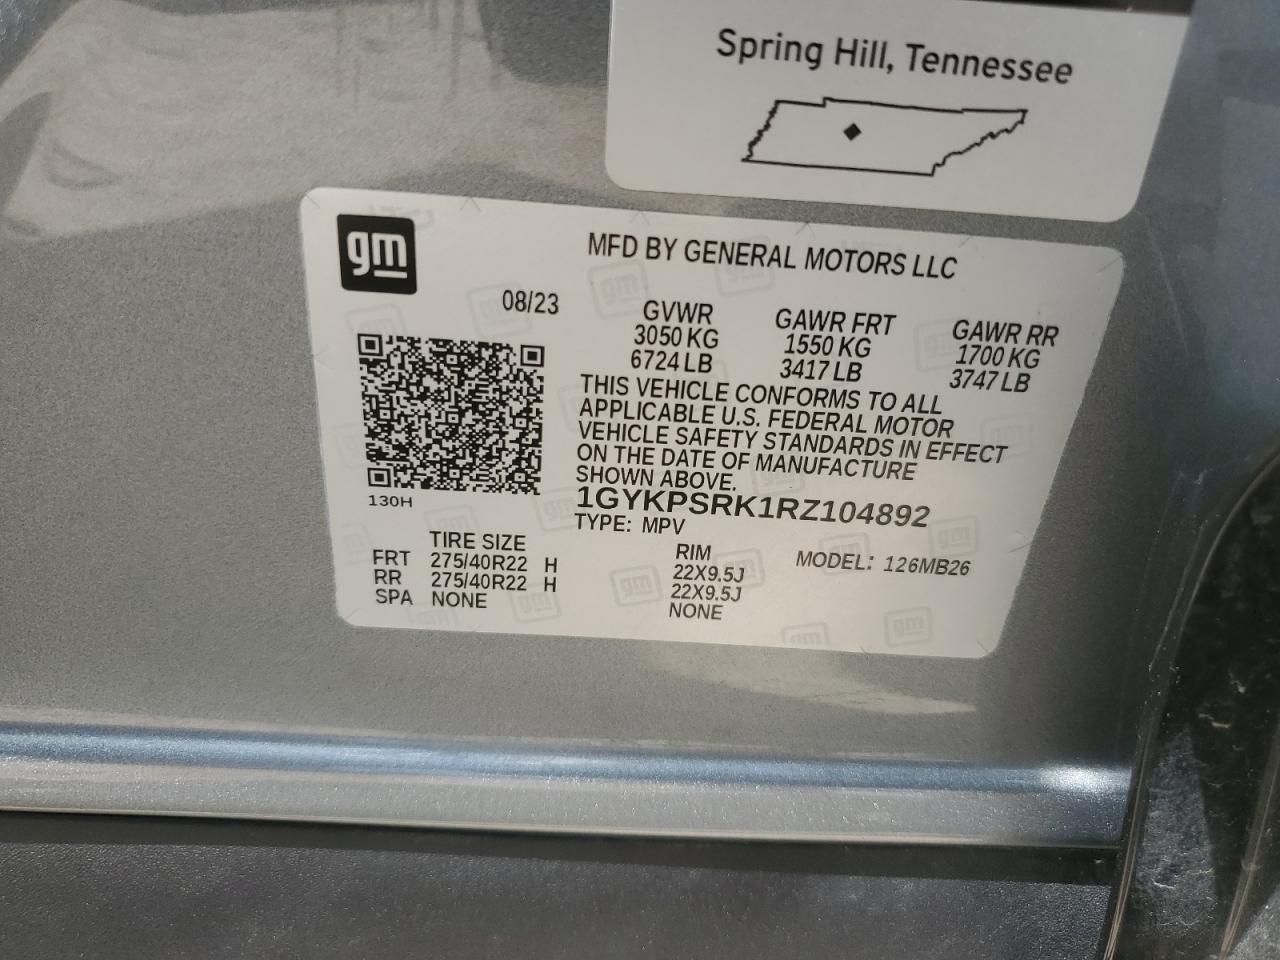 Spring Hill, Tennessee
gm
MFD BY GENERAL MOTORS LLC
08/23
GVWR GAWR FRT GAWR RR
3050 KG 1550 KG 1700 KG
6724 LB 3417 LB 3747 LB
THIS VEHICLE CONFORMS TO ALL
APPLICABLE U.S. FEDERAL MOTOR
VEHICLE SAFETY STANDARDS IN EFFECT
ON THE DATE OF MANUFACTURE
SHOWN ABOVE.
130H
1GYKPSRK1RZ104892
TYPE: MPV
TIRE SIZE RIM MODEL: 126MB26
FRT 275/40R22 H 22X9.5J
RR 275/40R22 H 22X9.5J
SPA NONE NONE